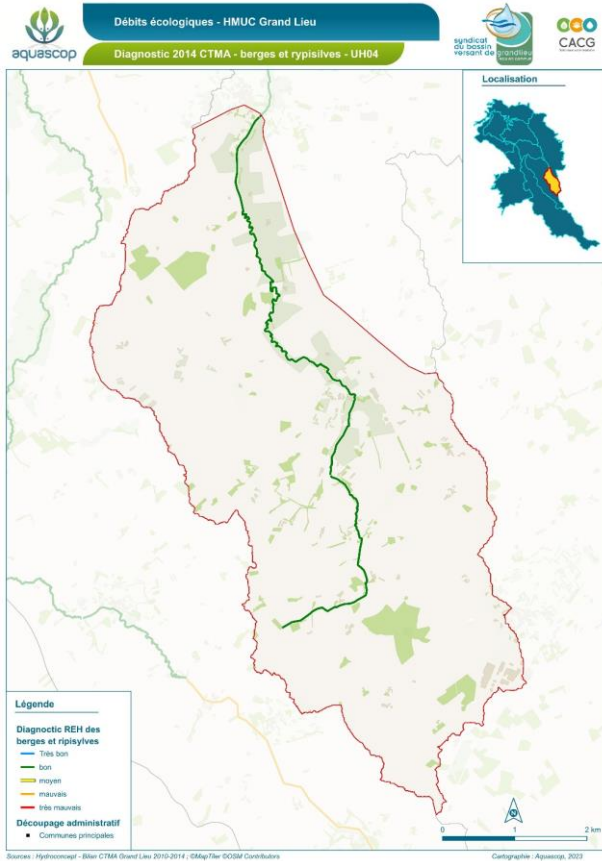 aquascop
Débits écologiques - HMUC Grand Lieu
Diagnostic 2014 CTMA - berges et rypisilves - UH04
syndicat
du bassin
versant de
grandlieu
CACG
Localisation
Légende
Diagnoctic REH des
berges et ripisylves
Très bon
bon
moyen
mauvais
très mauvais
Découpage administratif
Communes principales
N
0 1 2 km
Sources : Hydroconcept - Bilan CTMA Grand Lieu 2010-2014 ; ©MapTiler ©OSM Contributors
Cartographie : Aquascop, 2023